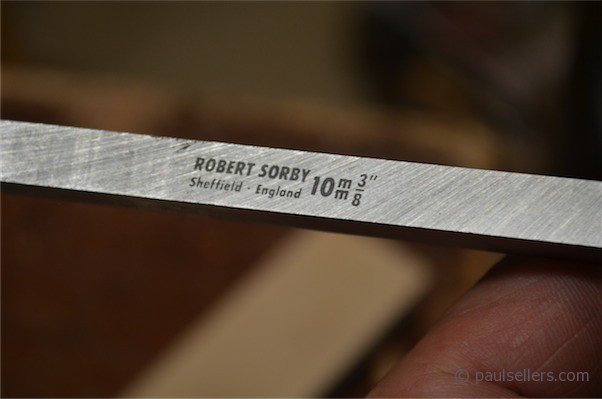 ROBERT SORBY
Sheffield · England
10mm 3/8"
© paulsellers.com